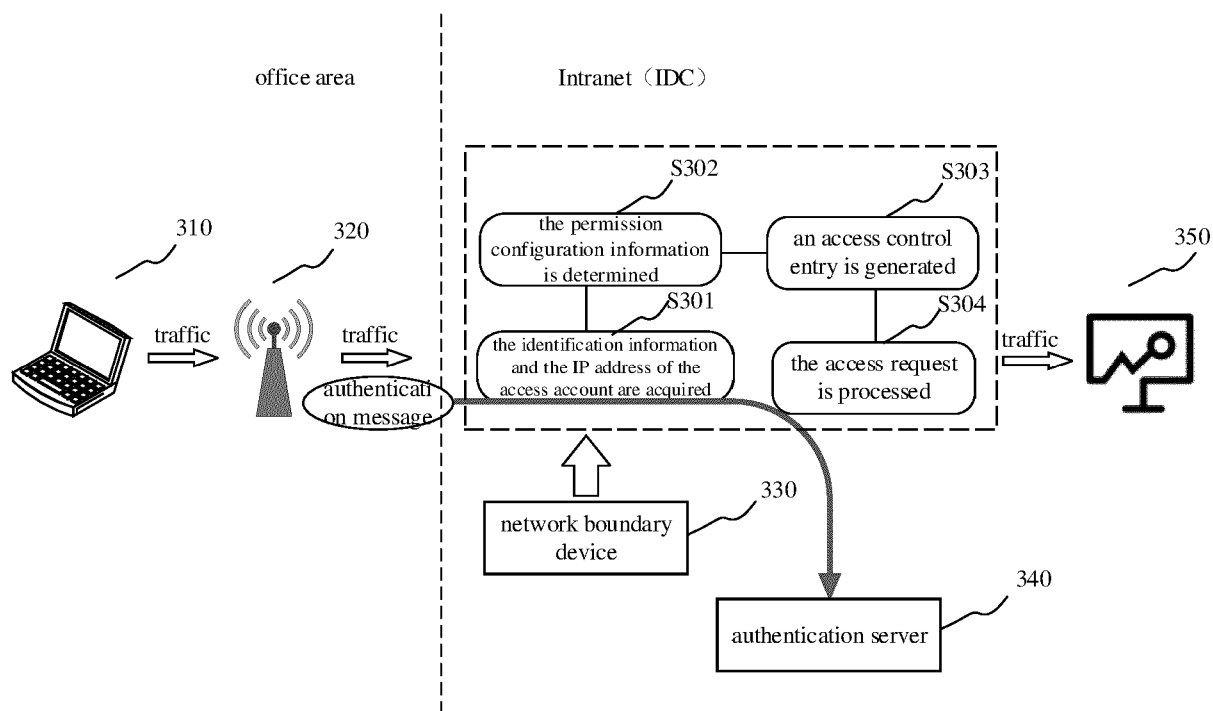 office area
Intranet（IDC）
S302
S303
the permission
configuration information
is determined
an access control
entry is generated
310
320
350
S301
S304
traffic
traffic
the identification information
and the IP address of the
access account are acquired
the access request
is processed
traffic
authenticati
on message
330
network boundary
device
340
authentication server